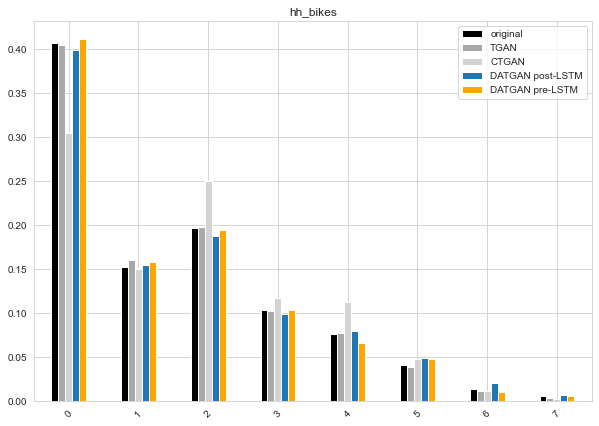 hh_bikes
original
TGAN
CTGAN
DATGAN post-LSTM
DATGAN pre-LSTM
0.40
0.35
0.30
0.25
0.20
0.15
0.10
0.05
0.00
0 1 2 3 4 5 6 7